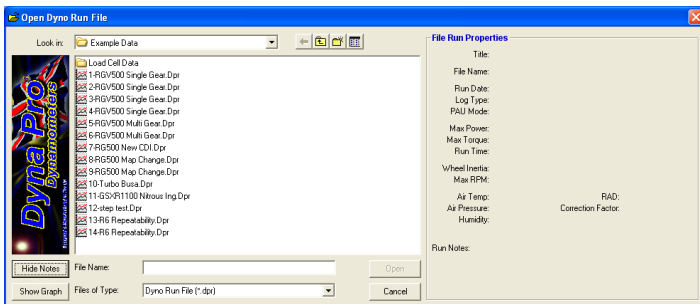 Open Dyno Run File
Look in:
Example Data
Dyna Pro
Dynamometers
Load Cell Data
1-RGV500 Single Gear.Dpr
2-RGV500 Single Gear.Dpr
3-RGV500 Single Gear.Dpr
4-RGV500 Single Gear.Dpr
5-RGV500 Multi Gear.Dpr
6-RGV500 Multi Gear.Dpr
7-RG500 New CDI.Dpr
8-RG500 Map Change.Dpr
9-RG500 Map Change.Dpr
10-Turbo Busa.Dpr
11-GSXR1100 Nitrous Ing.Dpr
12-step test.Dpr
13-R6 Repeatability.Dpr
14-R6 Repeatability.Dpr
Hide Notes
File Name:
Open
Show Graph
Files of Type:
Dyno Run File (*.dpr)
Cancel
File Run Properties
Title:
File Name:
Run Date:
Log Type:
PAU Mode:
Max Power:
Max Torque:
Run Time:
Wheel Inertia:
Max RPM:
Air Temp:
RAD:
Air Pressure:
Correction Factor:
Humidity:
Run Notes: